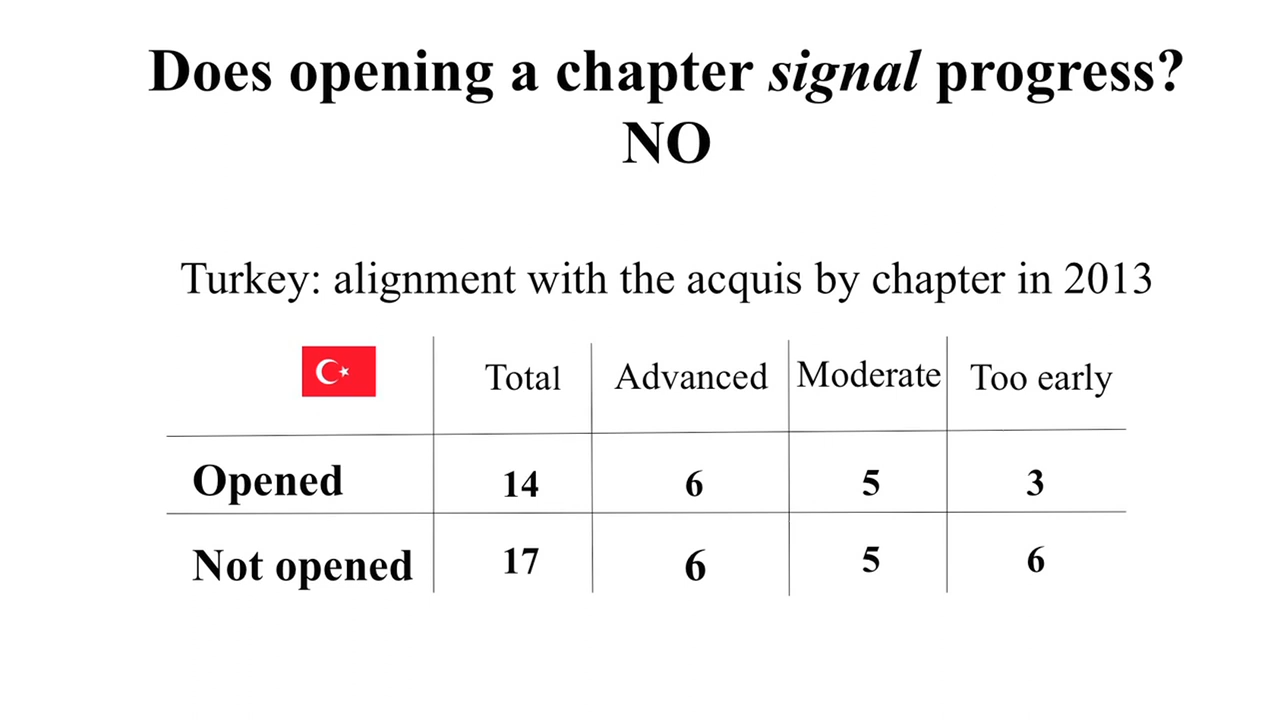 Does opening a chapter signal progress?
NO
Turkey: alignment with the acquis by chapter in 2013
Total Advanced Moderate Too early
Opened 14 6 5 3
Not opened 17 6 5 6